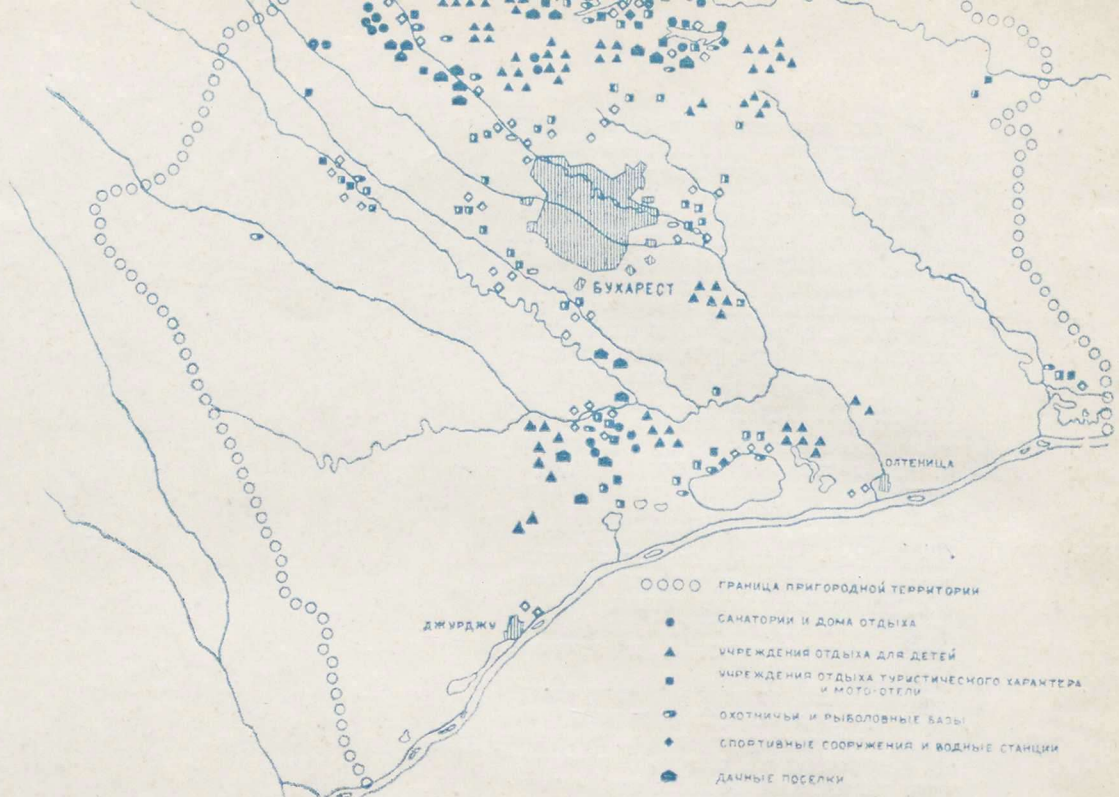 БУХАРЕСТ
ОЛТЕНИЦА
ДЖУРДЖУ
ГРАНИЦА ПРИГОРОДНОЙ ТЕРРИТОРИИ
САНАТОРИИ И ДОМА ОТДЫХА
УЧРЕЖДЕНИЯ ОТДЫХА ДЛЯ ДЕТЕЙ
УЧРЕЖДЕНИЯ ОТДЫХА ТУРИСТИЧЕСКОГО ХАРАКТЕРА
И МОТО-ОТЕЛИ
ОХОТНИЧЬИ И РЫБОЛОВНЫЕ БАЗЫ
СПОРТИВНЫЕ СООРУЖЕНИЯ И ВОДНЫЕ СТАНЦИИ
ДАЧНЫЕ ПОСЕЛКИ